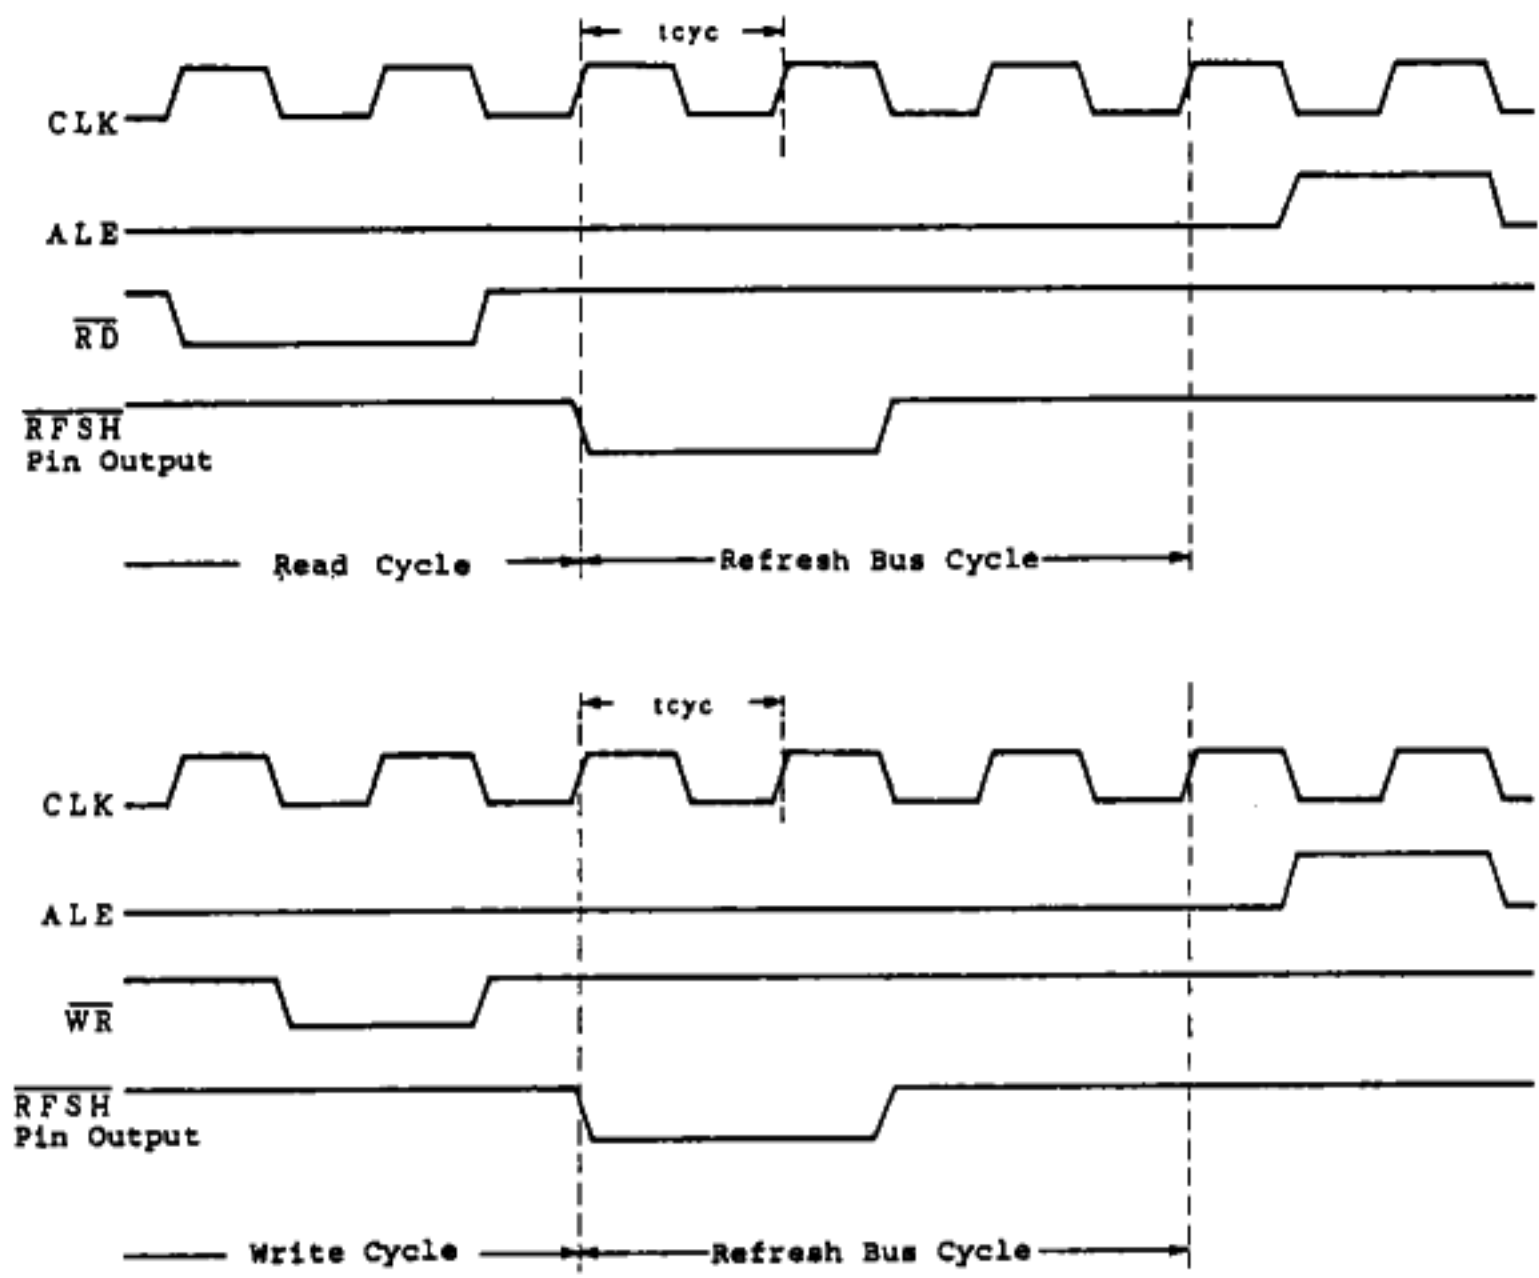 tcyc
CLK
ALE
RD
RFSH
Pin Output
Read Cycle
Refresh Bus Cycle
tcyc
CLK
ALE
WR
RFSH
Pin Output
Write Cycle
Refresh Bus Cycle